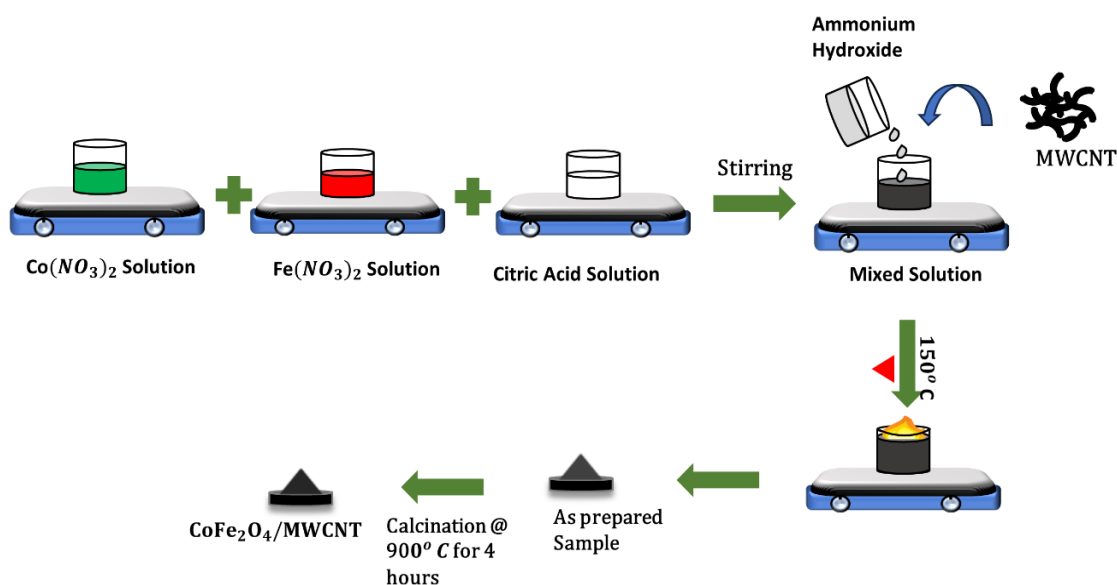 Ammonium
Hydroxide
MWCNT
Stirring
Co(NO₃)₂ Solution
Fe(NO₃)₂ Solution
Citric Acid Solution
Mixed Solution
150° C
As prepared
Sample
Calcination @
900° C for 4
hours
CoFe₂O₄/MWCNT